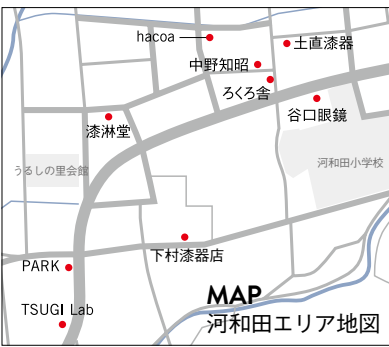 hacoa
土直漆器
中野知昭
ろくろ舎
谷口眼鏡
漆淋堂
うるしの里会館
河和田小学校
下村漆器店
PARK
TSUGI Lab
MAP
河和田エリア地図